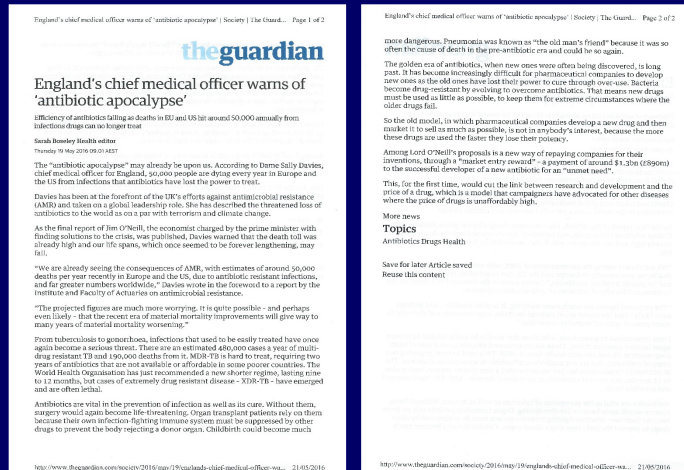 England's chief medical officer warns of 'antibiotic apocalypse' | Society | The Guard... Page 1 of 2
theguardian
England's chief medical officer warns of
'antibiotic apocalypse'
Efficiency of antibiotics falling as deaths in EU and US hit around 50,000 annually from
infections drugs can no longer treat
Sarah Boseley Health editor
Thursday 19 May 2016 09.01 AEST
The "antibiotic apocalypse" may already be upon us. According to Dame Sally Davies,
chief medical officer for England, 50,000 people are dying every year in Europe and
the US from infections that antibiotics have lost the power to treat.
Davies has been at the forefront of the UK's efforts against antimicrobial resistance
(AMR) and taken on a global leadership role. She has described the threatened loss of
antibiotics to the world as on a par with terrorism and climate change.
As the final report of Jim O'Neill, the economist charged by the prime minister with
finding solutions to the crisis, was published, Davies warned that the death toll was
already high and our life spans, which once seemed to be forever lengthening, may
fall.
"We are already seeing the consequences of AMR, with estimates of around 50,000
deaths per year recently in Europe and the US, due to antibiotic resistant infections,
and far greater numbers worldwide," Davies wrote in the foreword to a report by the
Institute and Faculty of Actuaries on antimicrobial resistance.
"The projected figures are much more worrying. It is quite possible – and perhaps
even likely – that the recent era of material mortality improvements will give way to
many years of material mortality worsening."
From tuberculosis to gonorrhoea, infections that used to be easily treated have once
again become a serious threat. There are an estimated 480,000 cases a year of multi-
drug resistant TB and 190,000 deaths from it. MDR-TB is hard to treat, requiring two
years of antibiotics that are not available or affordable in some poorer countries. The
World Health Organisation has just recommended a new shorter regime, lasting nine
to 12 months, but cases of extremely drug resistant disease – XDR-TB – have emerged
and are often lethal.
Antibiotics are vital in the prevention of infection as well as its cure. Without them,
surgery would again become life-threatening. Organ transplant patients rely on them
because their own infection-fighting immune system must be suppressed by other
drugs to prevent the body rejecting a donor organ. Childbirth could become much
http://www.theguardian.com/society/2016/may/19/englands-chief-medical-officer-wa... 21/05/2016
England's chief medical officer warns of 'antibiotic apocalypse' | Society | The Guard... Page 2 of 2
more dangerous. Pneumonia was known as "the old man's friend" because it was so
often the cause of death in the pre-antibiotic era and could be so again.
The golden era of antibiotics, when new ones were often being discovered, is long
past. It has become increasingly difficult for pharmaceutical companies to develop
new ones as the old ones have lost their power to cure through over-use. Bacteria
become drug-resistant by evolving to overcome antibiotics. That means new drugs
must be used as little as possible, to keep them for extreme circumstances where the
older drugs fail.
So the old model, in which pharmaceutical companies develop a new drug and then
market it to sell as much as possible, is not in anybody's interest, because the more
these drugs are used the faster they lose their potency.
Among Lord O'Neill's proposals is a new way of repaying companies for their
inventions, through a "market entry reward" – a payment of around $1.3bn (£890m)
to the successful developer of a new antibiotic for an "unmet need".
This, for the first time, would cut the link between research and development and the
price of a drug, which is a model that campaigners have advocated for other diseases
where the price of drugs is unaffordably high.
More news
Topics
Antibiotics Drugs Health
Save for later Article saved
Reuse this content
http://www.theguardian.com/society/2016/may/19/englands-chief-medical-officer-wa... 21/05/2016